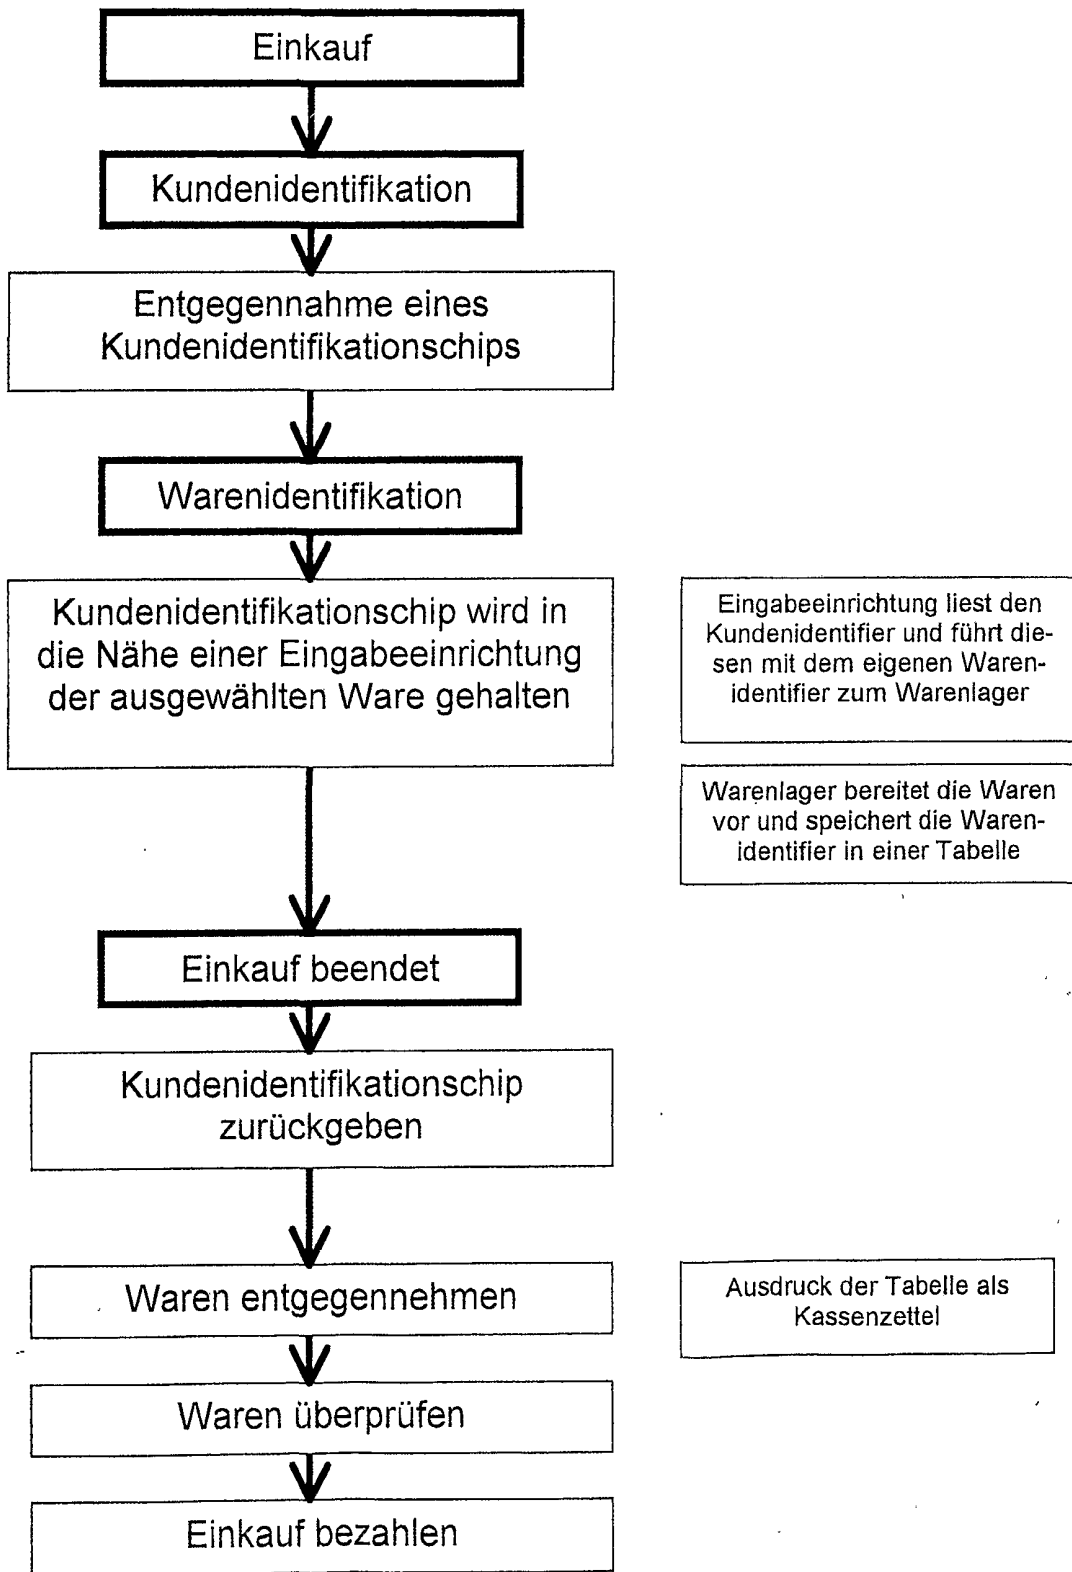 Einkauf
Kundenidentifikation
Entgegennahme eines
Kundenidentifikationschips
Warenidentifikation
Kundenidentifikationschip wird in
die Nähe einer Eingabeeinrichtung
der ausgewählten Ware gehalten
Eingabeeinrichtung liest den
Kundenidentifier und führt die-
sen mit dem eigenen Waren-
identifier zum Warenlager
Warenlager bereitet die Waren
vor und speichert die Waren-
identifier in einer Tabelle
Einkauf beendet
Kundenidentifikationschip
zurückgeben
Waren entgegennehmen
Ausdruck der Tabelle als
Kassenzettel
Waren überprüfen
Einkauf bezahlen